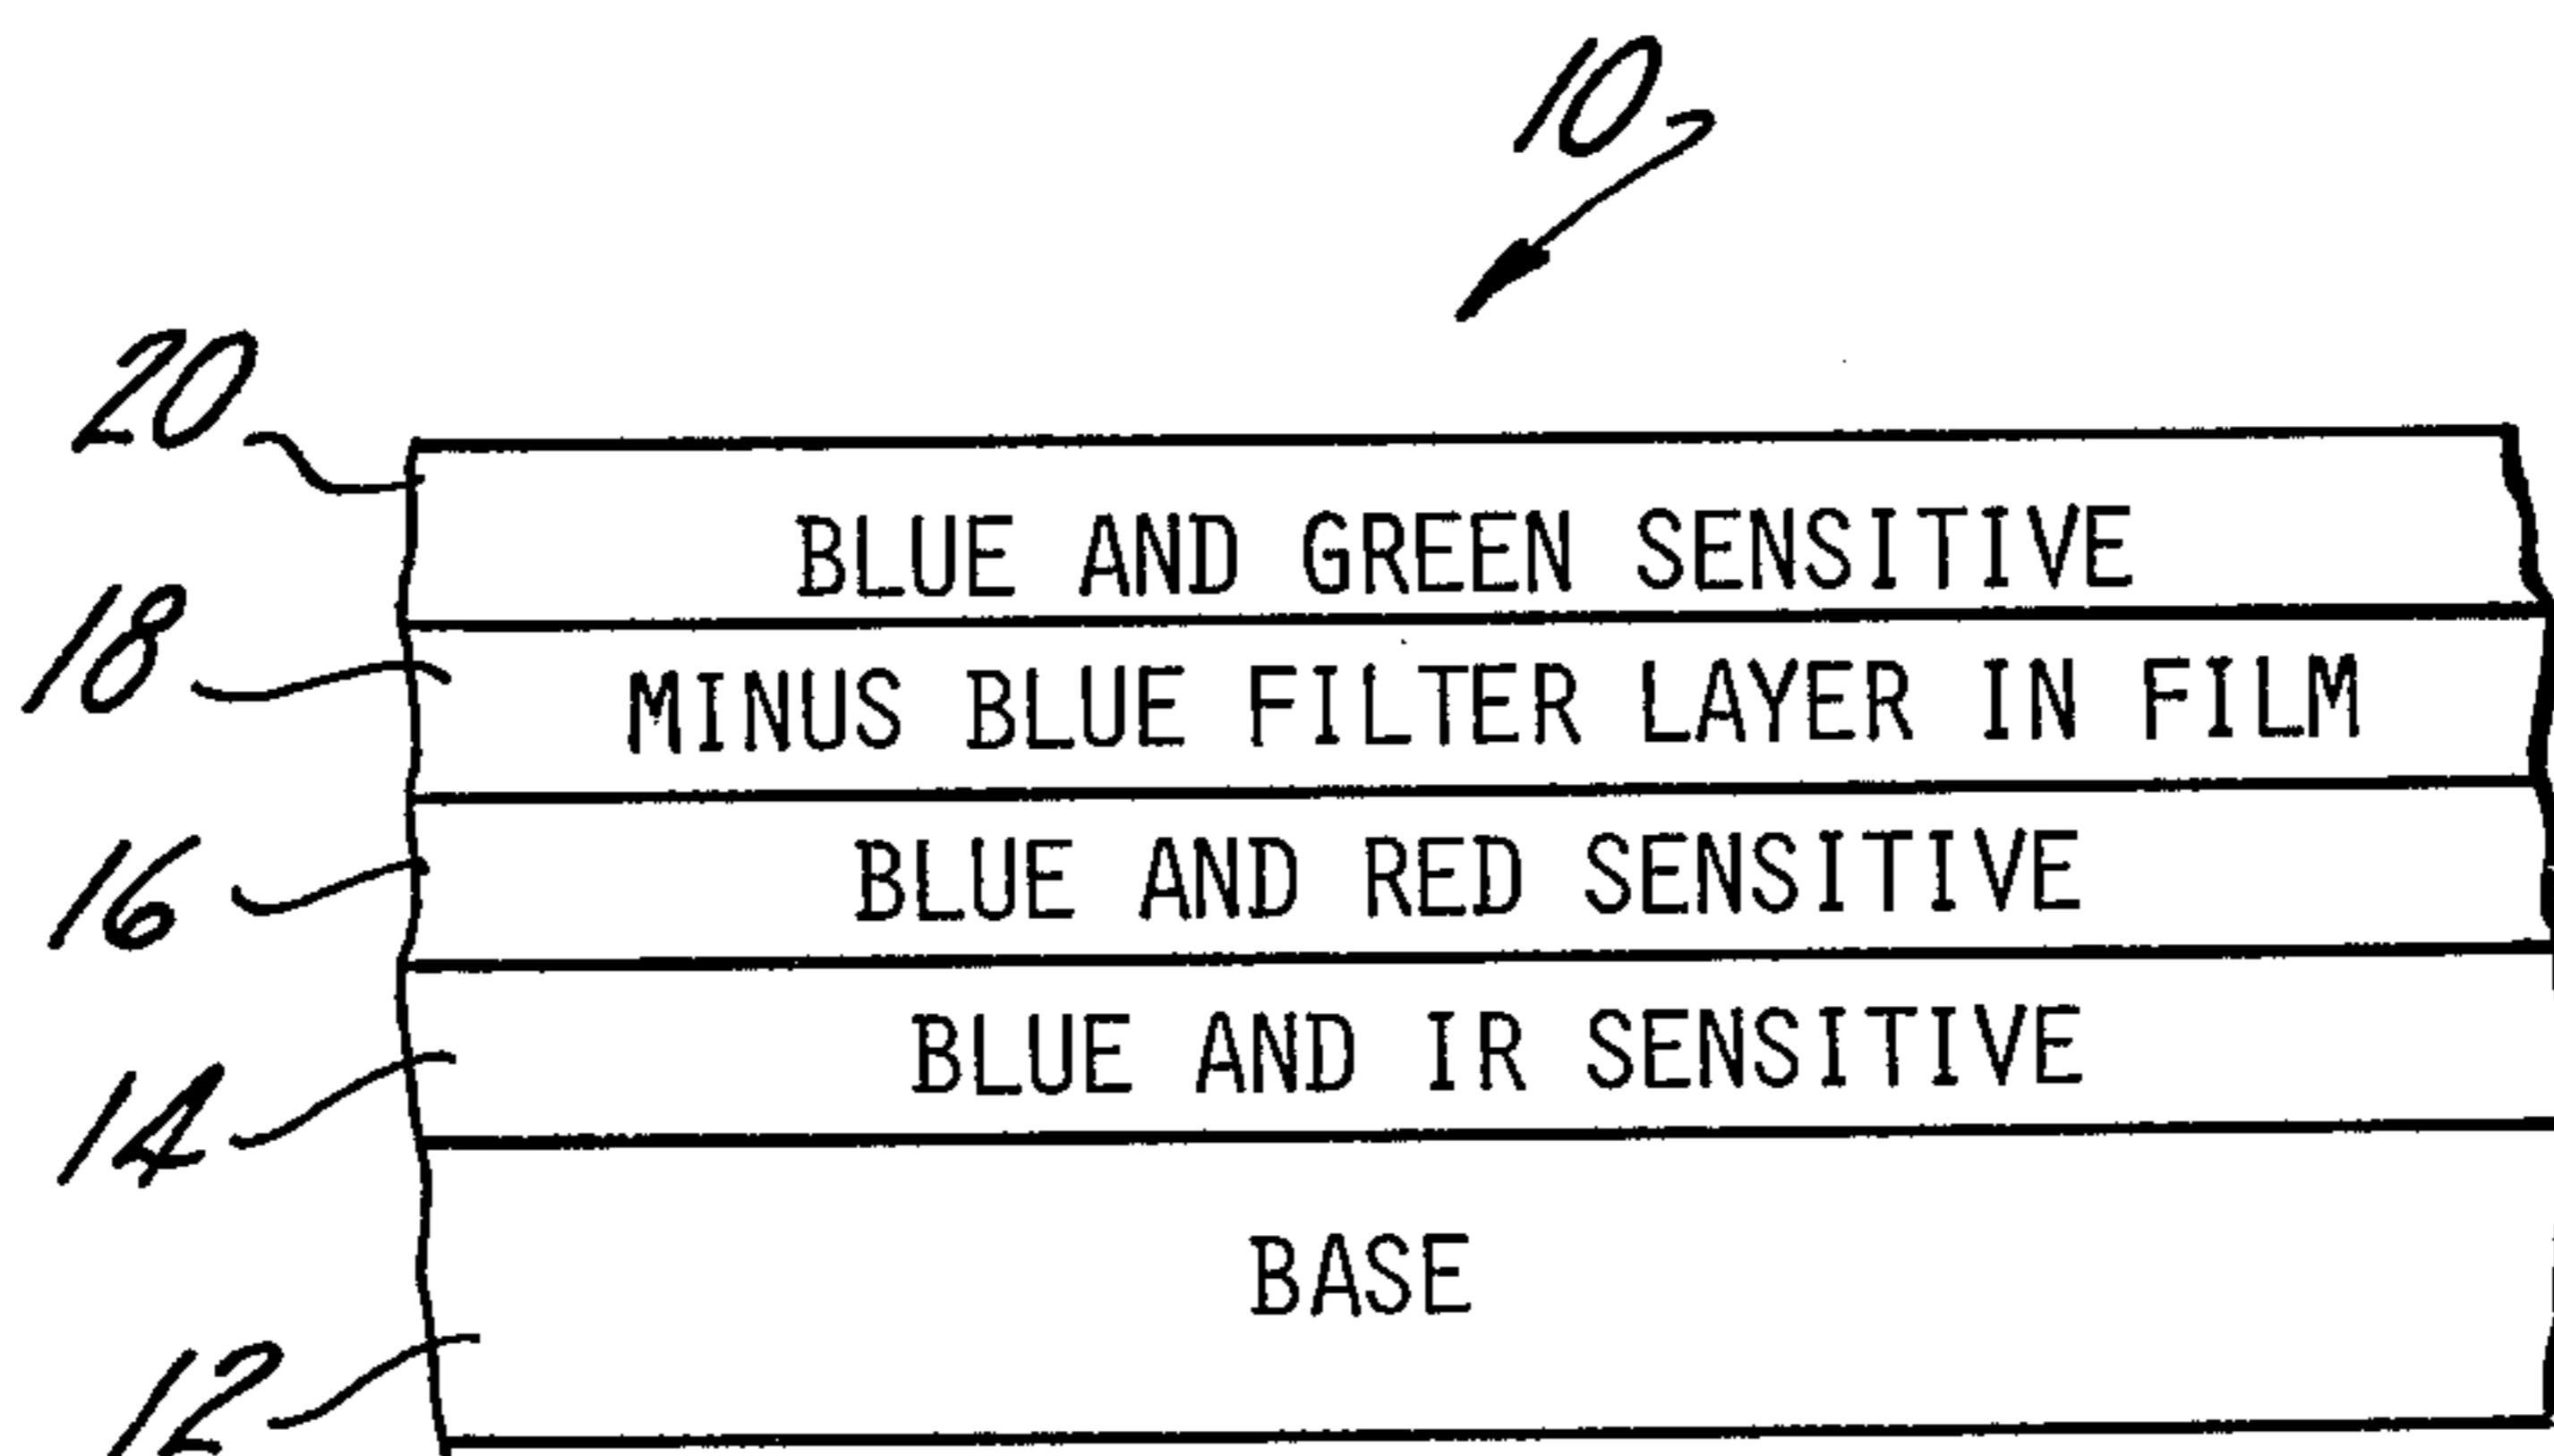 10
20
BLUE AND GREEN SENSITIVE
18
MINUS BLUE FILTER LAYER IN FILM
16
BLUE AND RED SENSITIVE
14
BLUE AND IR SENSITIVE
BASE
12